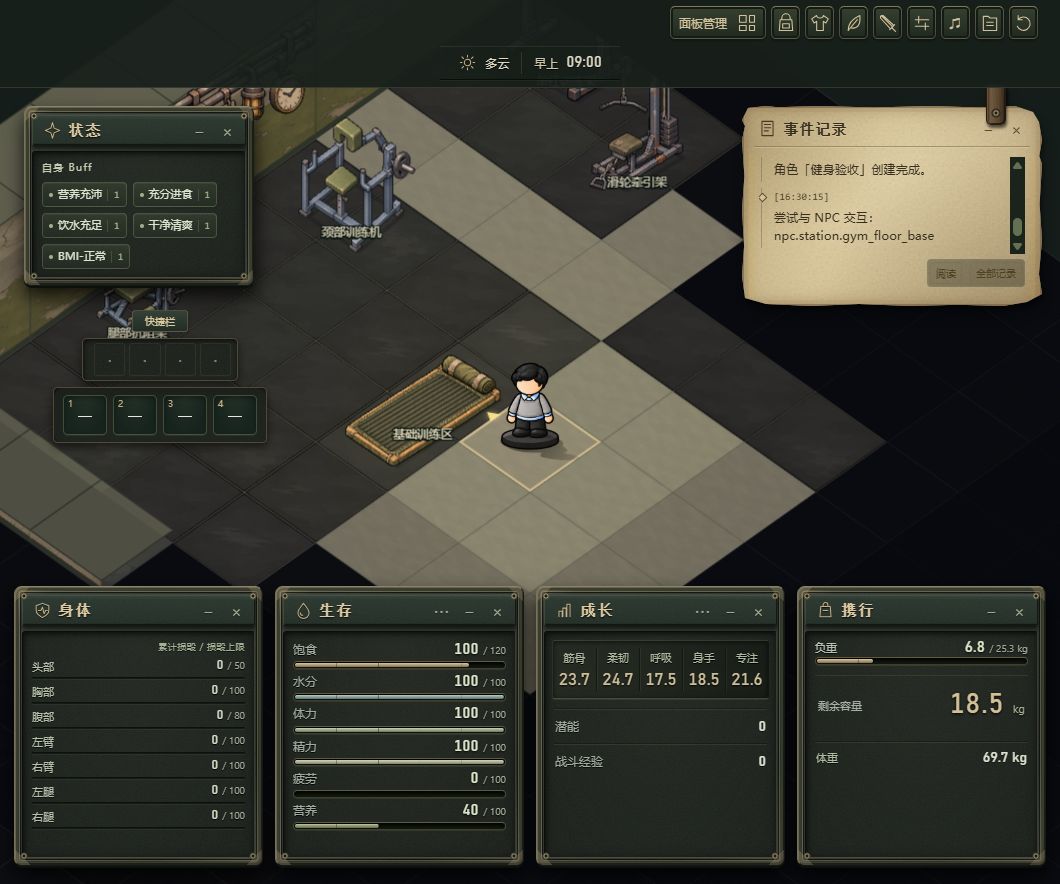 面板管理
多云 早上 09:00
状态
自身 Buff
营养充沛 1 充分进食 1
饮水充足 1 干净清爽 1
BMI-正常 1
事件记录
角色「健身验收」创建完成。
[16:30:15]
尝试与 NPC 交互：
npc.station.gym_floor_base
阅读 全部记录
滑轮牵引架
颈部训练机
快捷栏
1 2 3 4
基础训练区
身体
累计损毁 / 损毁上限
头部 0 / 50
胸部 0 / 100
腹部 0 / 80
左臂 0 / 100
右臂 0 / 100
左腿 0 / 100
右腿 0 / 100
生存
饱食 100 / 120
水分 100 / 100
体力 100 / 100
精力 100 / 100
疲劳 0 / 100
营养 40 / 100
成长
筋骨 柔韧 呼吸 身手 专注
23.7 24.7 17.5 18.5 21.6
潜能 0
战斗经验 0
携行
负重 6.8 / 25.3 kg
剩余容量 18.5 kg
体重 69.7 kg